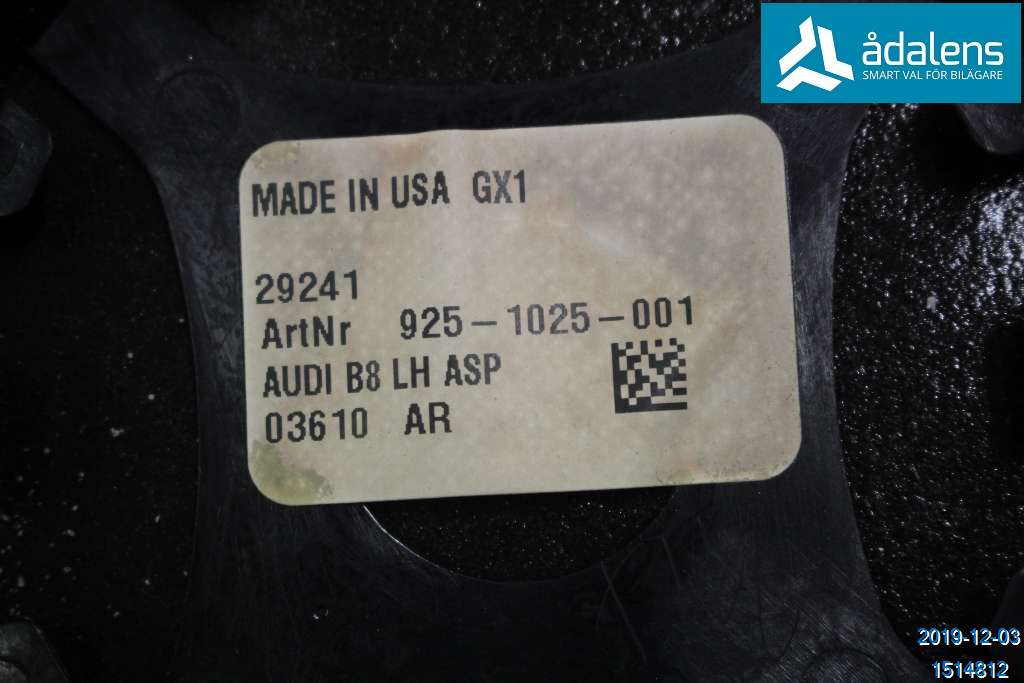 ådalens
SMART VAL FÖR BILÄGARE
MADE IN USA GX1
29241
ArtNr 925-1025-001
AUDI B8 LH ASP
03610 AR
2019-12-03
1514812